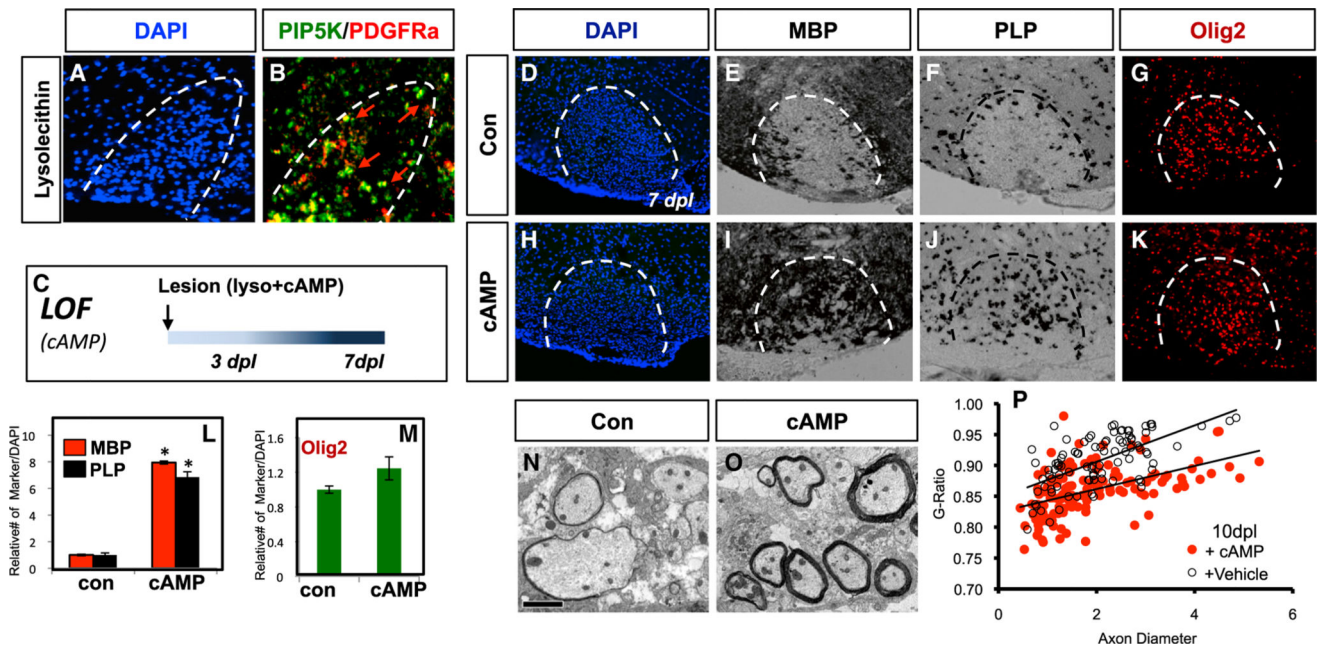 DAPI
PIP5K/PDGFRa
Lysolecithin
A
B
C
LOF
(cAMP)
Lesion (lyso+cAMP)
3 dpl
7dpl
DAPI
MBP
PLP
Olig2
Con
D
7 dpl
E
F
G
cAMP
H
I
J
K
L
Relative# of Marker/DAPI
10
8
6
4
2
0
MBP
PLP
*
*
con
cAMP
M
Relative# of Marker/DAPI
1.6
1.2
0.8
0.4
0
Olig2
con
cAMP
Con
cAMP
N
O
P
G-Ratio
1.00
0.95
0.90
0.85
0.80
0.75
0.70
10dpl
+ cAMP
+Vehicle
0
2
4
6
Axon Diameter